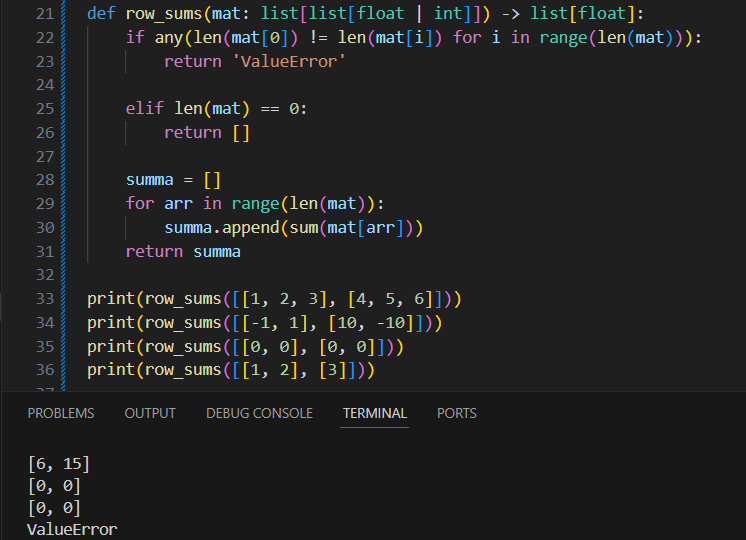 21 def row_sums(mat: list[list[float | int]]) -> list[float]:
22     if any(len(mat[0]) != len(mat[i]) for i in range(len(mat))):
23         return 'ValueError'
24
25     elif len(mat) == 0:
26         return []
27
28     summa = []
29     for arr in range(len(mat)):
30         summa.append(sum(mat[arr]))
31     return summa
32
33 print(row_sums([[1, 2, 3], [4, 5, 6]]))
34 print(row_sums([[-1, 1], [10, -10]]))
35 print(row_sums([[0, 0], [0, 0]]))
36 print(row_sums([[1, 2], [3]]))
PROBLEMS OUTPUT DEBUG CONSOLE TERMINAL PORTS
[6, 15]
[0, 0]
[0, 0]
ValueError